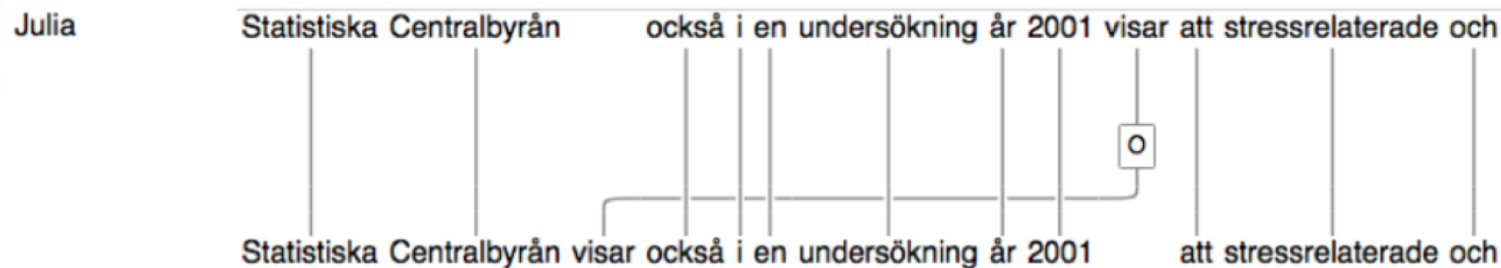 Julia
Statistiska Centralbyrån också i en undersökning år 2001 visar att stressrelaterade och
O
Statistiska Centralbyrån visar också i en undersökning år 2001 att stressrelaterade och